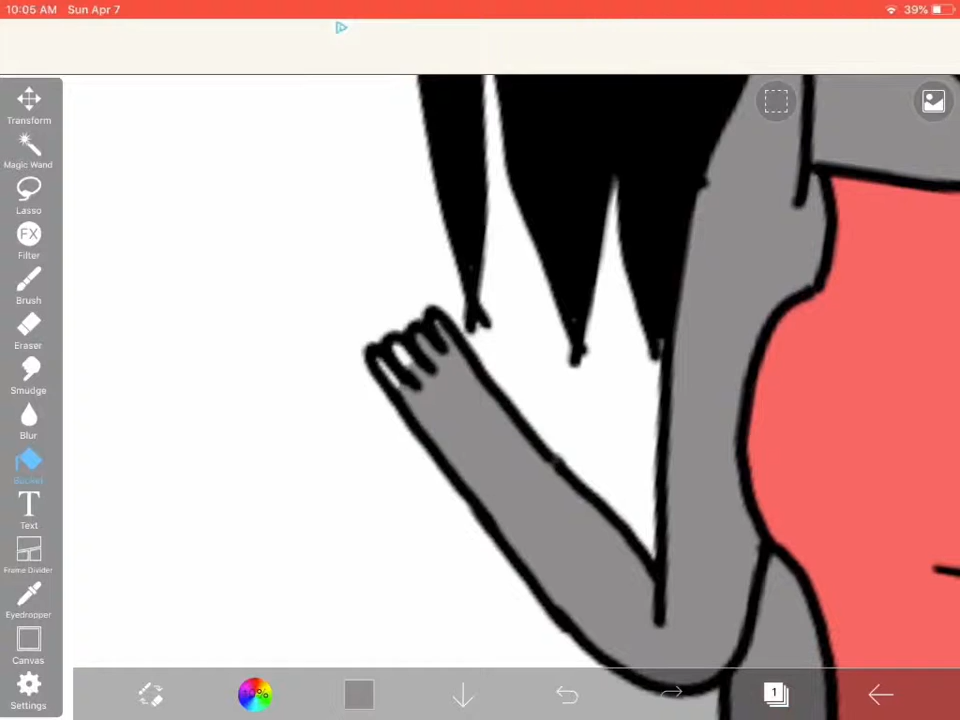 10:05 AM Sun Apr 7 39%
Transform
Magic Wand
Lasso
FX
Filter
Brush
Eraser
Smudge
Blur
Bucket
T
Text
Frame Divider
Eyedropper
Canvas
Settings
1